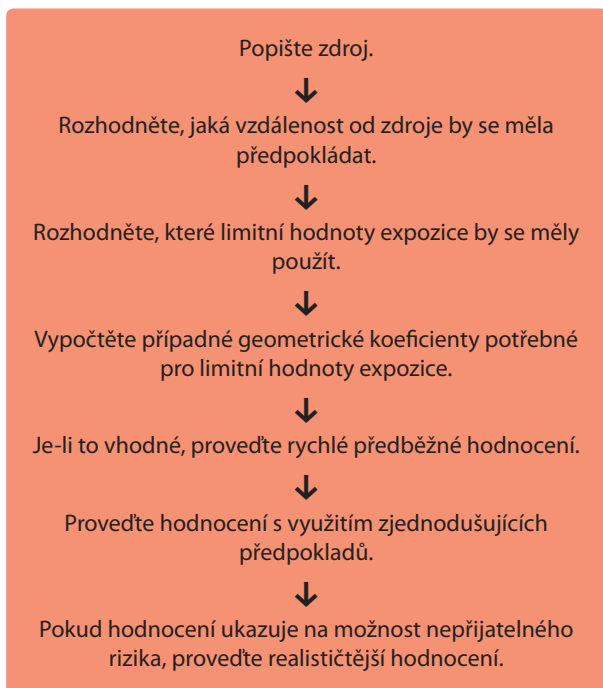 Popište zdroj.
Rozhodněte, jaká vzdálenost od zdroje by se měla
předpokládat.
Rozhodněte, které limitní hodnoty expozice by se měly
použít.
Vypočtěte případné geometrické koeficienty potřebné
pro limitní hodnoty expozice.
Je-li to vhodné, proveďte rychlé předběžné hodnocení.
Proveďte hodnocení s využitím zjednodušujících
předpokladů.
Pokud hodnocení ukazuje na možnost nepřijatelného
rizika, proveďte realističtější hodnocení.